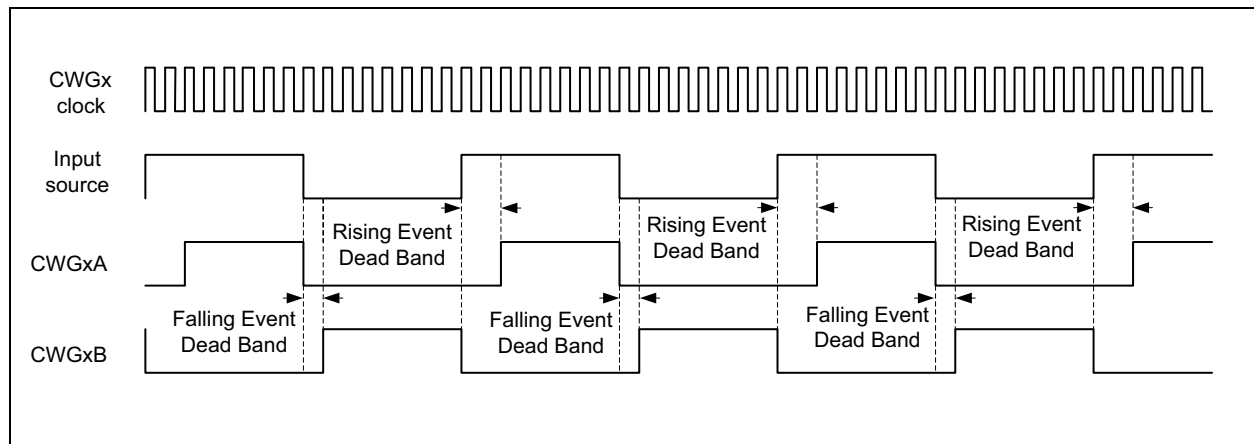 CWGx
clock
Input
source
Rising Event
Dead Band
Rising Event
Dead Band
Rising Event
Dead Band
CWGxA
Falling Event
Dead Band
Falling Event
Dead Band
Falling Event
Dead Band
CWGxB